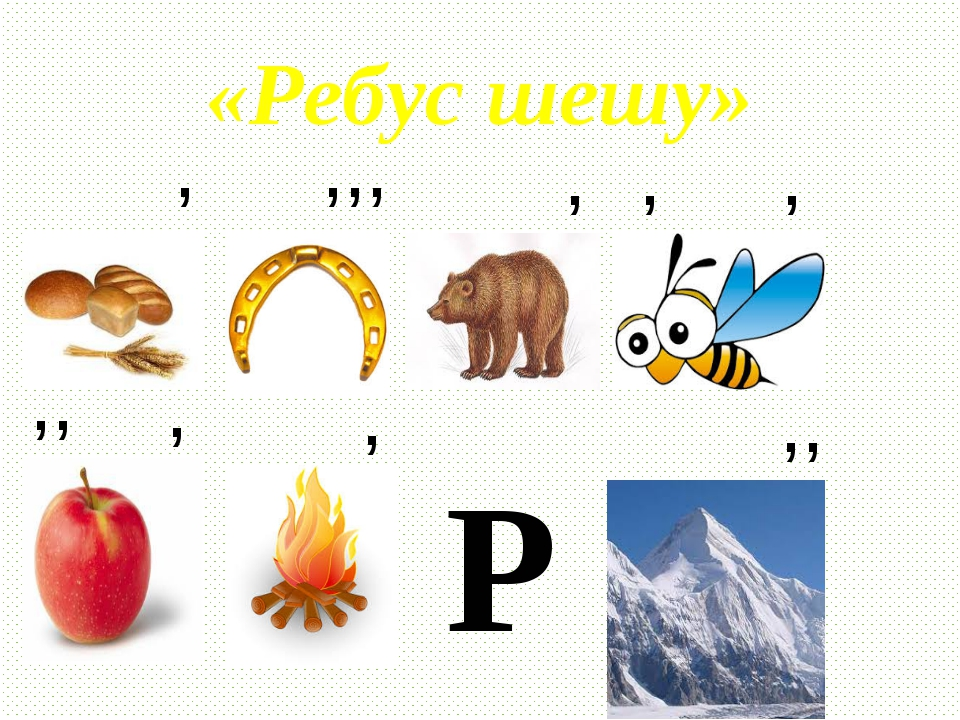 «Ребус шешу»
, ,,, , , ,
,, , , ,,
Р